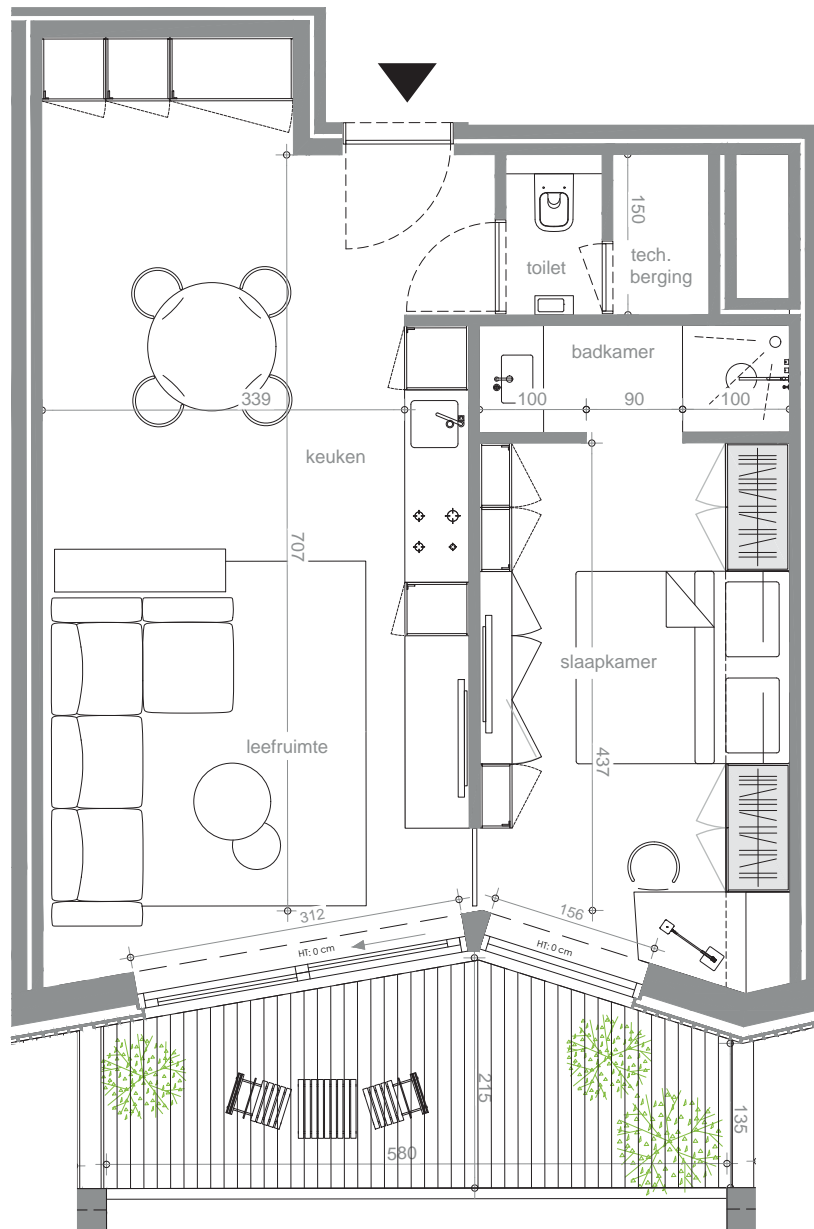 150
toilet
tech.
berging
badkamer
339
100
90
100
keuken
707
slaapkamer
leefruimte
437
312
156
HT: 0 cm
HT: 0 cm
215
135
580